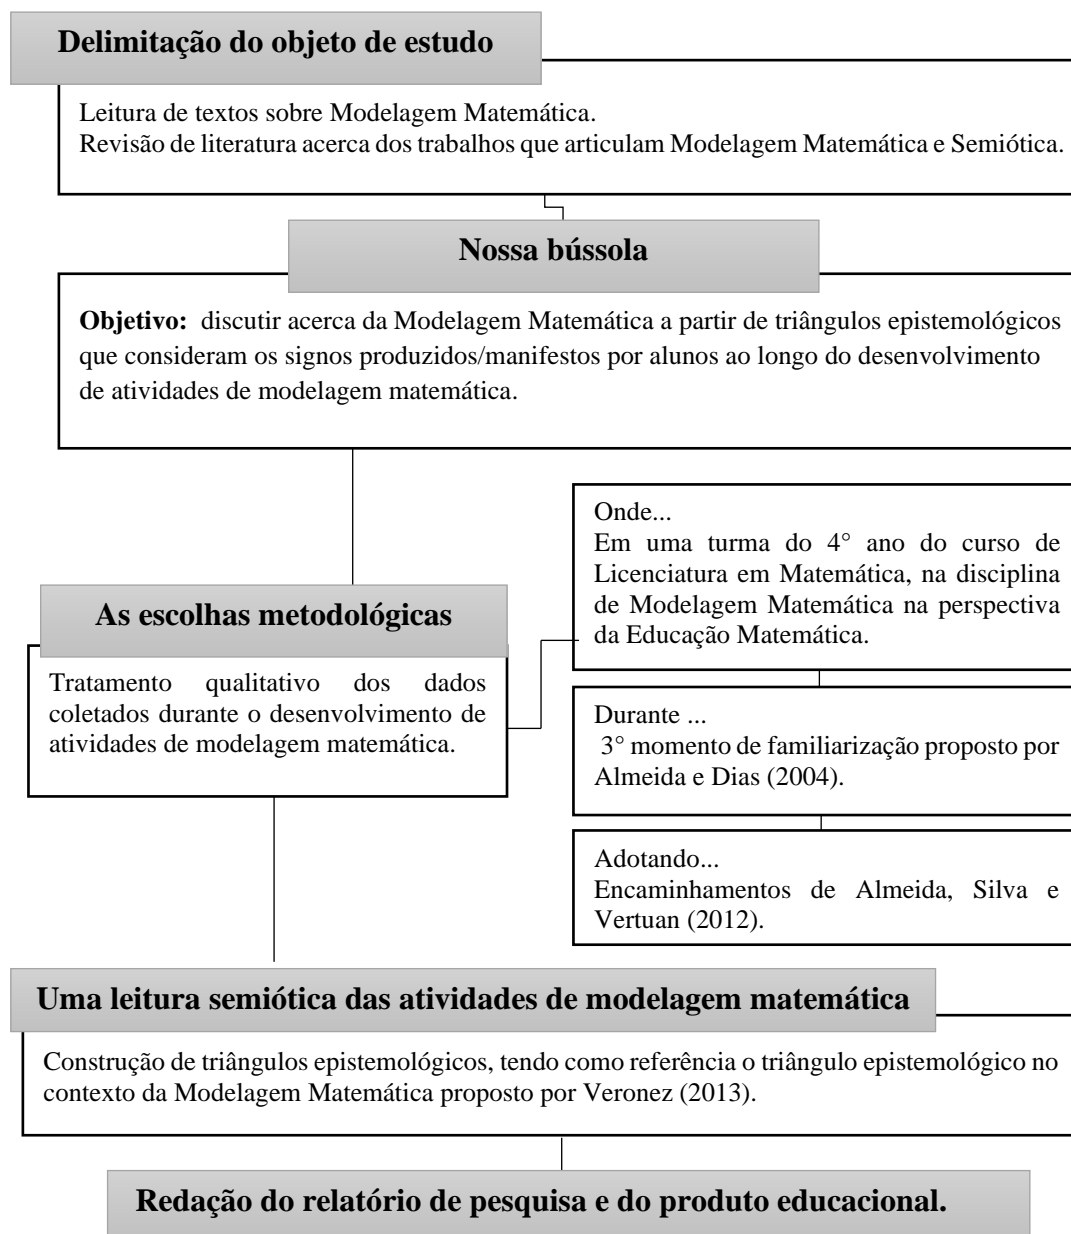 Delimitação do objeto de estudo
Leitura de textos sobre Modelagem Matemática.
Revisão de literatura acerca dos trabalhos que articulam Modelagem Matemática e Semiótica.
Nossa bússola
Objetivo: discutir acerca da Modelagem Matemática a partir de triângulos epistemológicos
que consideram os signos produzidos/manifestos por alunos ao longo do desenvolvimento
de atividades de modelagem matemática.
As escolhas metodológicas
Tratamento qualitativo dos dados
coletados durante o desenvolvimento de
atividades de modelagem matemática.
Onde...
Em uma turma do 4° ano do curso de
Licenciatura em Matemática, na disciplina
de Modelagem Matemática na perspectiva
da Educação Matemática.
Durante ...
3° momento de familiarização proposto por
Almeida e Dias (2004).
Adotando...
Encaminhamentos de Almeida, Silva e
Vertuan (2012).
Uma leitura semiótica das atividades de modelagem matemática
Construção de triângulos epistemológicos, tendo como referência o triângulo epistemológico no
contexto da Modelagem Matemática proposto por Veronez (2013).
Redação do relatório de pesquisa e do produto educacional.